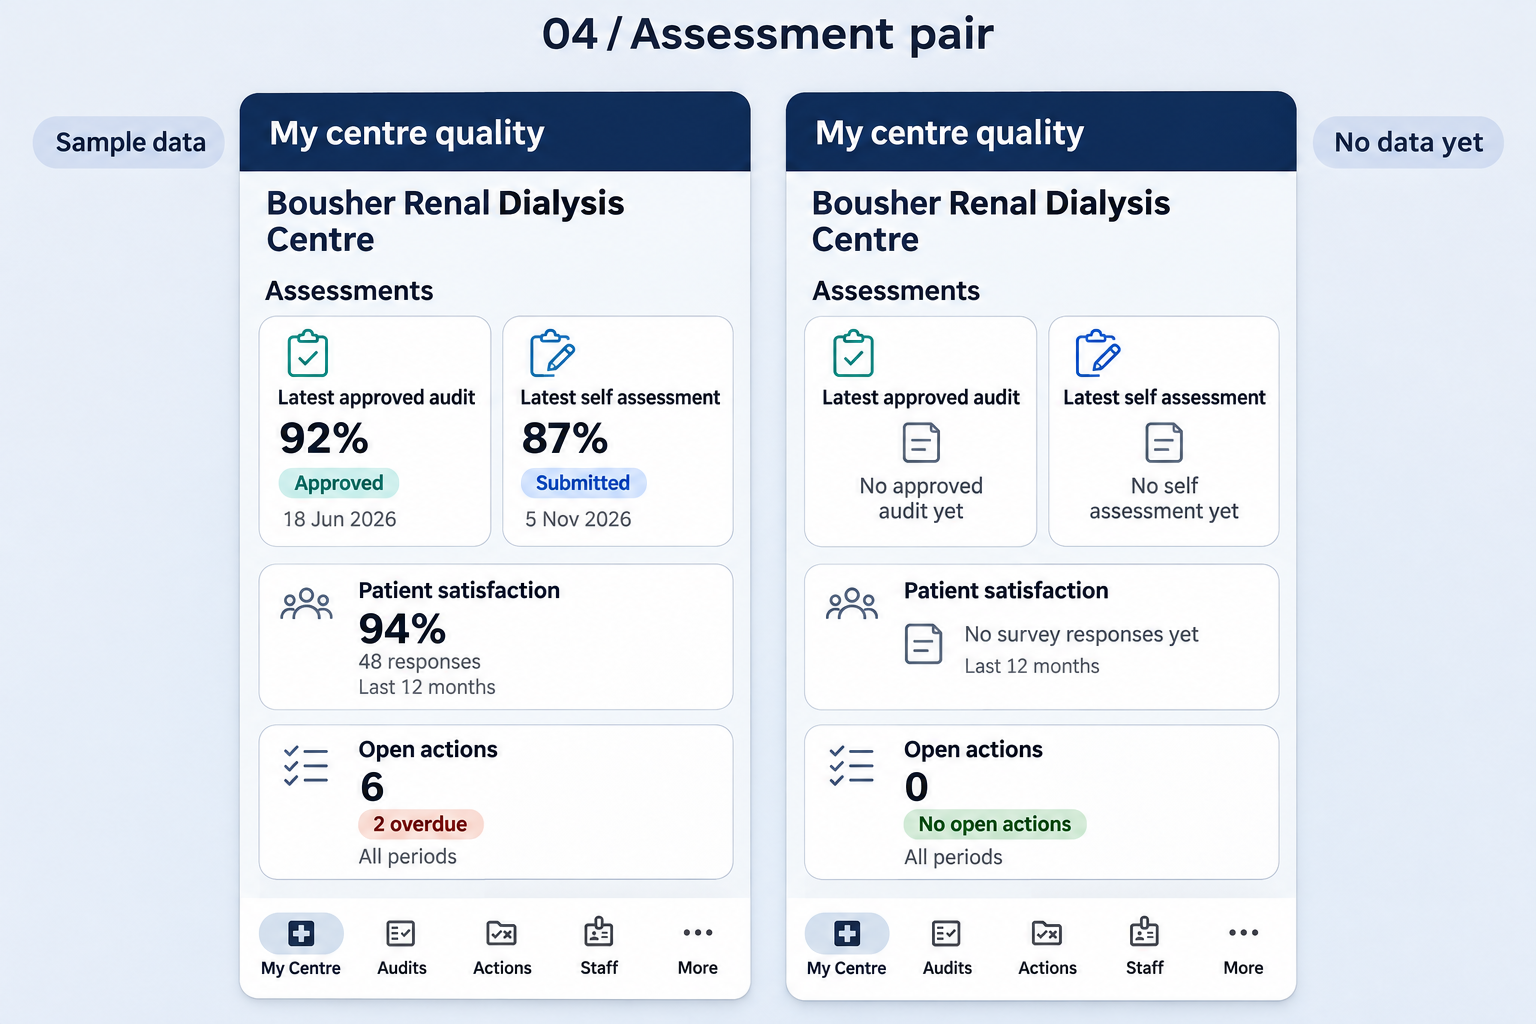 04 / Assessment pair
Sample data
My centre quality
Bousher Renal Dialysis
Centre
Assessments
Latest approved audit
92%
Approved
18 Jun 2026
Latest self assessment
87%
Submitted
5 Nov 2026
Patient satisfaction
94%
48 responses
Last 12 months
Open actions
6
2 overdue
All periods
My Centre
Audits
Actions
Staff
More
No data yet
My centre quality
Bousher Renal Dialysis
Centre
Assessments
Latest approved audit
No approved
audit yet
Latest self assessment
No self
assessment yet
Patient satisfaction
No survey responses yet
Last 12 months
Open actions
0
No open actions
All periods
My Centre
Audits
Actions
Staff
More